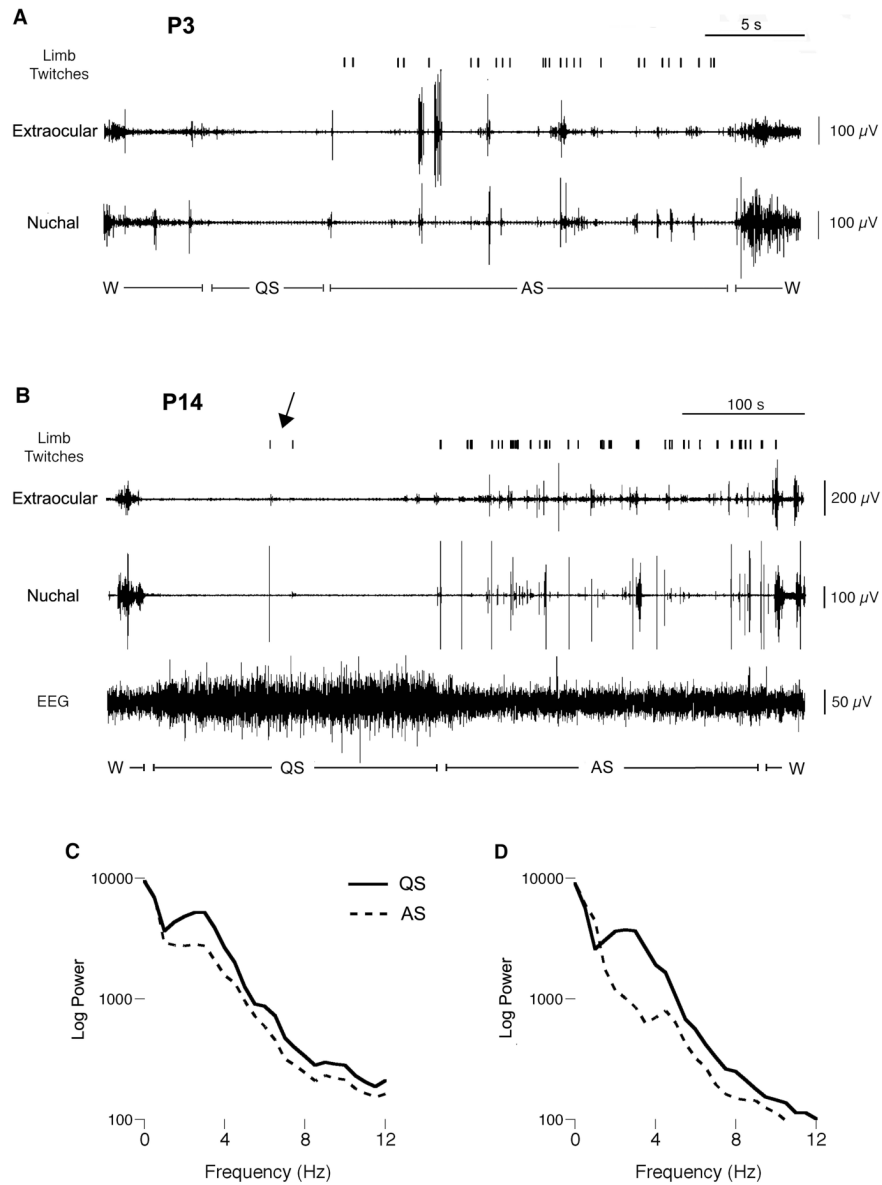 A
P3
5 s
Limb
Twitches
Extraocular
100 µV
Nuchal
100 µV
W
QS
AS
W
B
P14
100 s
Limb
Twitches
Extraocular
200 µV
Nuchal
100 µV
EEG
50 µV
W
QS
AS
W
C
10000
1000
100
Log Power
0
4
8
12
Frequency (Hz)
QS
AS
D
10000
1000
100
Log Power
0
4
8
12
Frequency (Hz)